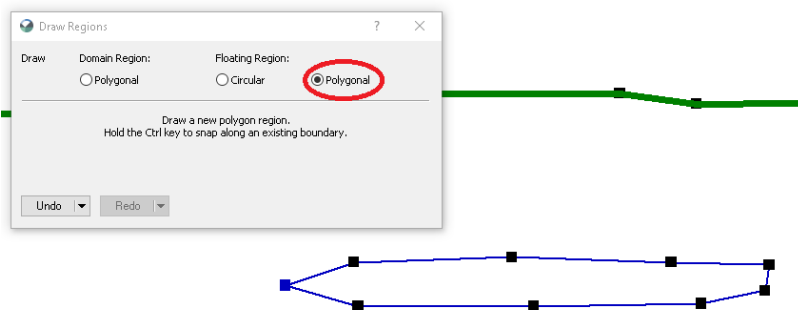 Draw Regions
Draw Domain Region: Floating Region:
Polygonal Circular Polygonal
Draw a new polygon region.
Hold the Ctrl key to snap along an existing boundary.
Undo Redo